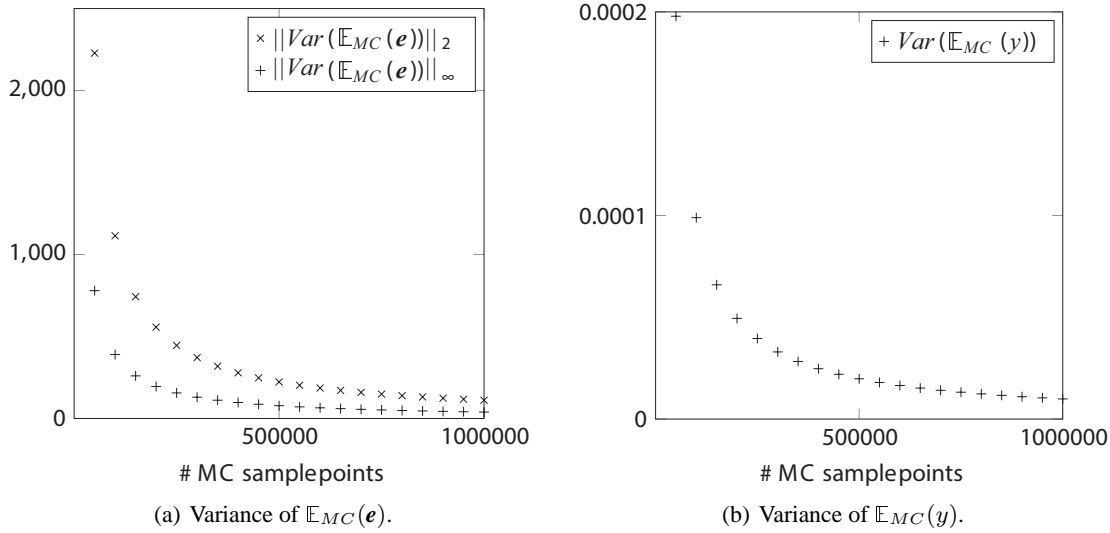 × ||Var(𝔼MC(e))||2
+ ||Var(𝔼MC(e))||∞
2,000
1,000
0
500000
1000000
# MC samplepoints
(a) Variance of 𝔼MC(e).
+ Var(𝔼MC (y))
0.0002
0.0001
0
500000
1000000
# MC samplepoints
(b) Variance of 𝔼MC(y).